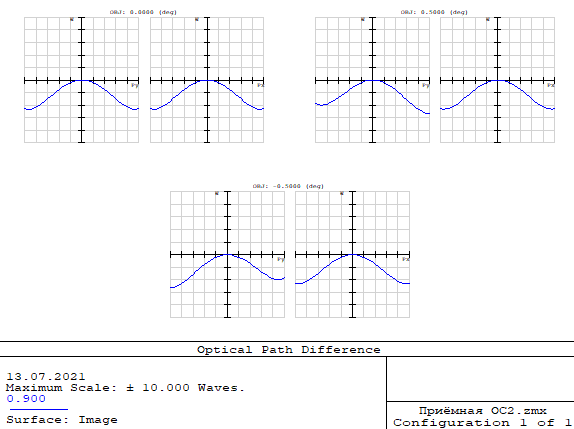 OBJ: 0.0000 (deg)
OBJ: 0.5000 (deg)
W
W
W
W
Py
Px
Py
Px
OBJ: -0.5000 (deg)
W
W
Py
Px
Optical Path Difference
13.07.2021
Maximum Scale: ± 10.000 Waves.
0.900
Surface: Image
Приёмная ОС2.zmx
Configuration 1 of 1